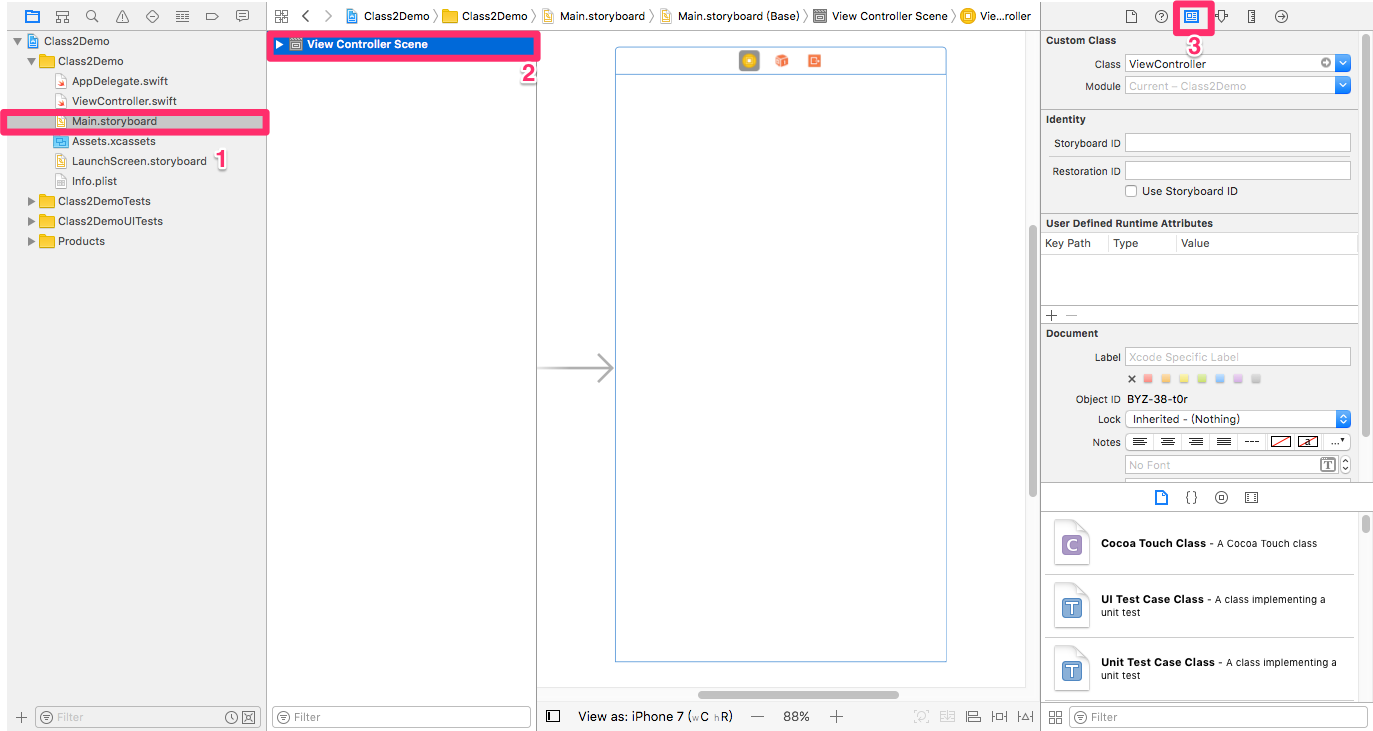 Class2Demo
Class2Demo
AppDelegate.swift
ViewController.swift
Main.storyboard
Assets.xcassets
LaunchScreen.storyboard
1
Info.plist
Class2DemoTests
Class2DemoUITests
Products
Filter
Class2Demo
Class2Demo
Main.storyboard
Main.storyboard (Base)
View Controller Scene
Vie...roller
View Controller Scene
2
Filter
View as: iPhone 7 (wC hR)
88%
3
Custom Class
Class
ViewController
Module
Current – Class2Demo
Identity
Storyboard ID
Restoration ID
Use Storyboard ID
User Defined Runtime Attributes
Key Path
Type
Value
Document
Label
Xcode Specific Label
Object ID
BYZ-38-t0r
Lock
Inherited - (Nothing)
Notes
a
...
No Font
T
{}
C
Cocoa Touch Class - A Cocoa Touch class
T
UI Test Case Class - A class implementing a
unit test
T
Unit Test Case Class - A class implementing a
unit test
Filter